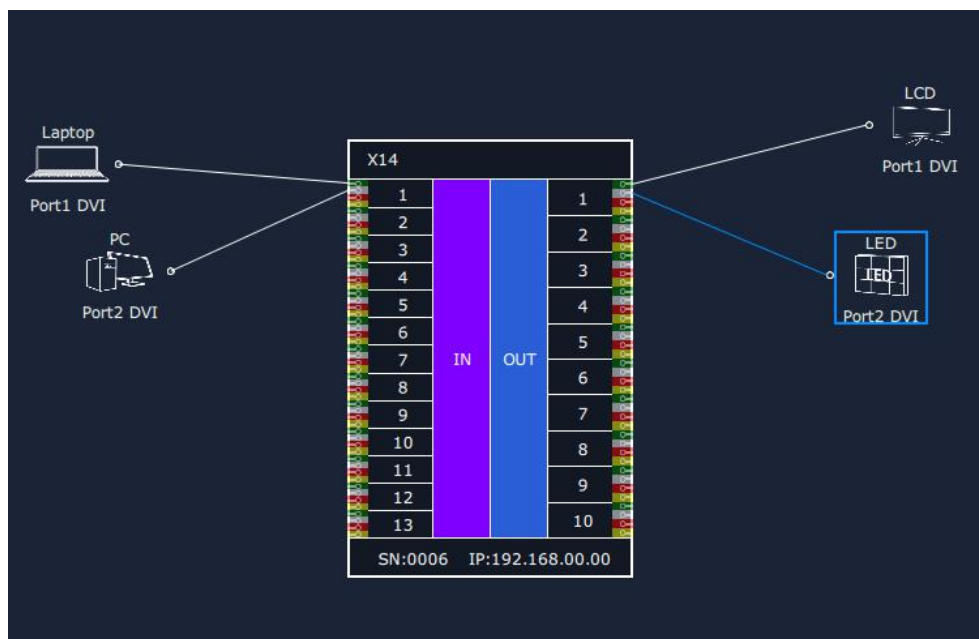 Laptop
Port1 DVI
PC
Port2 DVI
X14
1
2
3
4
5
6
7
8
9
10
11
12
13
IN
OUT
1
2
3
4
5
6
7
8
9
10
SN:0006 IP:192.168.00.00
LCD
Port1 DVI
LED
LED
Port2 DVI